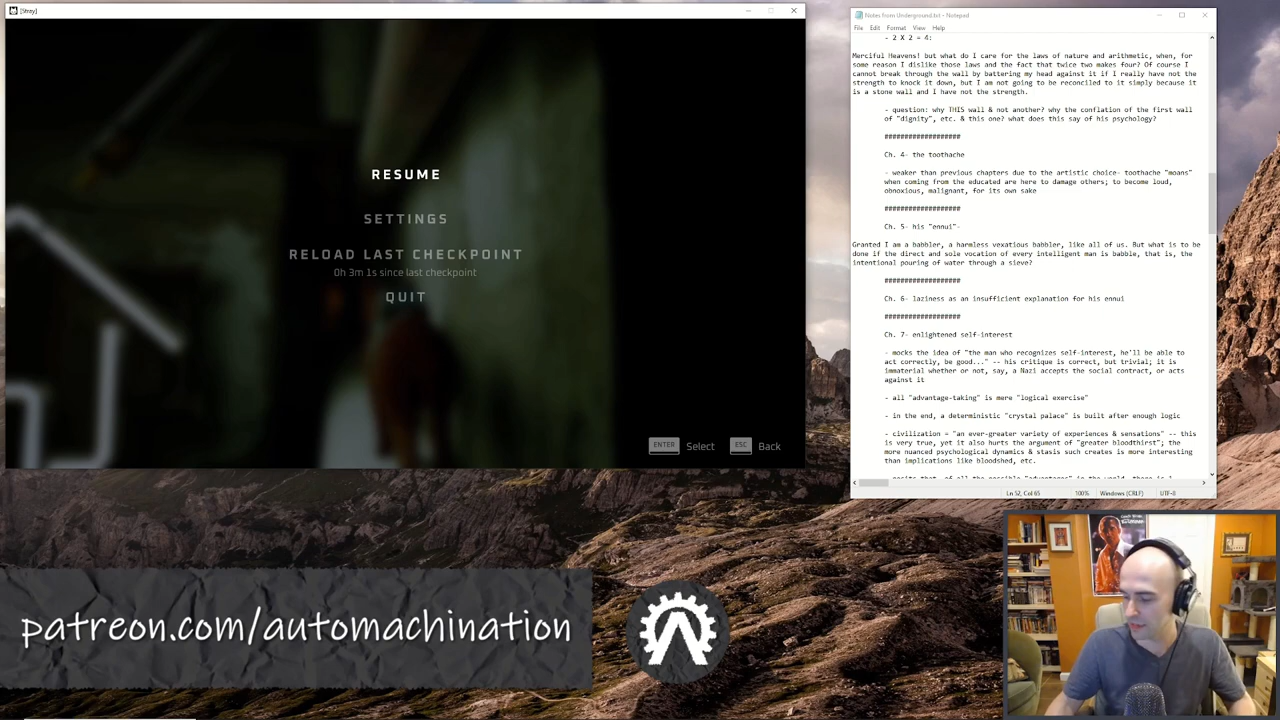 [Stray]
RESUME
SETTINGS
RELOAD LAST CHECKPOINT
0h 3m 1s since last checkpoint
QUIT
ENTER Select ESC Back
Notes from Underground.txt - Notepad
File Edit Format View Help
- 2 X 2 = 4:
Merciful Heavens! but what do I care for the laws of nature and arithmetic, when, for
some reason I dislike those laws and the fact that twice two makes four? Of course I
cannot break through the wall by battering my head against it if I really have not the
strength to knock it down, but I am not going to be reconciled to it simply because it
is a stone wall and I have not the strength.
- question: why THIS wall & not another? why the conflation of the first wall
of "dignity", etc. & this one? what does this say of his psychology?
##################
Ch. 4- the toothache
- weaker than previous chapters due to the artistic choice- toothache "moans"
when coming from the educated are here to damage others; to become loud,
obnoxious, malignant, for its own sake
##################
Ch. 5- his "ennui"-
Granted I am a babbler, a harmless vexatious babbler, like all of us. But what is to be
done if the direct and sole vocation of every intelligent man is babble, that is, the
intentional pouring of water through a sieve?
##################
Ch. 6- laziness as an insufficient explanation for his ennui
##################
Ch. 7- enlightened self-interest
- mocks the idea of "the man who recognizes self-interest, he'll be able to
act correctly, be good..." -- his critique is correct, but trivial; it is
immaterial whether or not, say, a Nazi accepts the social contract, or acts
against it
- all "advantage-taking" is mere "logical exercise"
- in the end, a deterministic "crystal palace" is built after enough logic
- civilization = "an ever-greater variety of experiences & sensations" -- this
is very true, yet it also hurts the argument of "greater bloodthirst"; the
more nuanced psychological dynamics & stasis such creates is more interesting
than implications like bloodshed, etc.
Ln 52, Col 65 100% Windows (CRLF) UTF-8
patreon.com/automachination